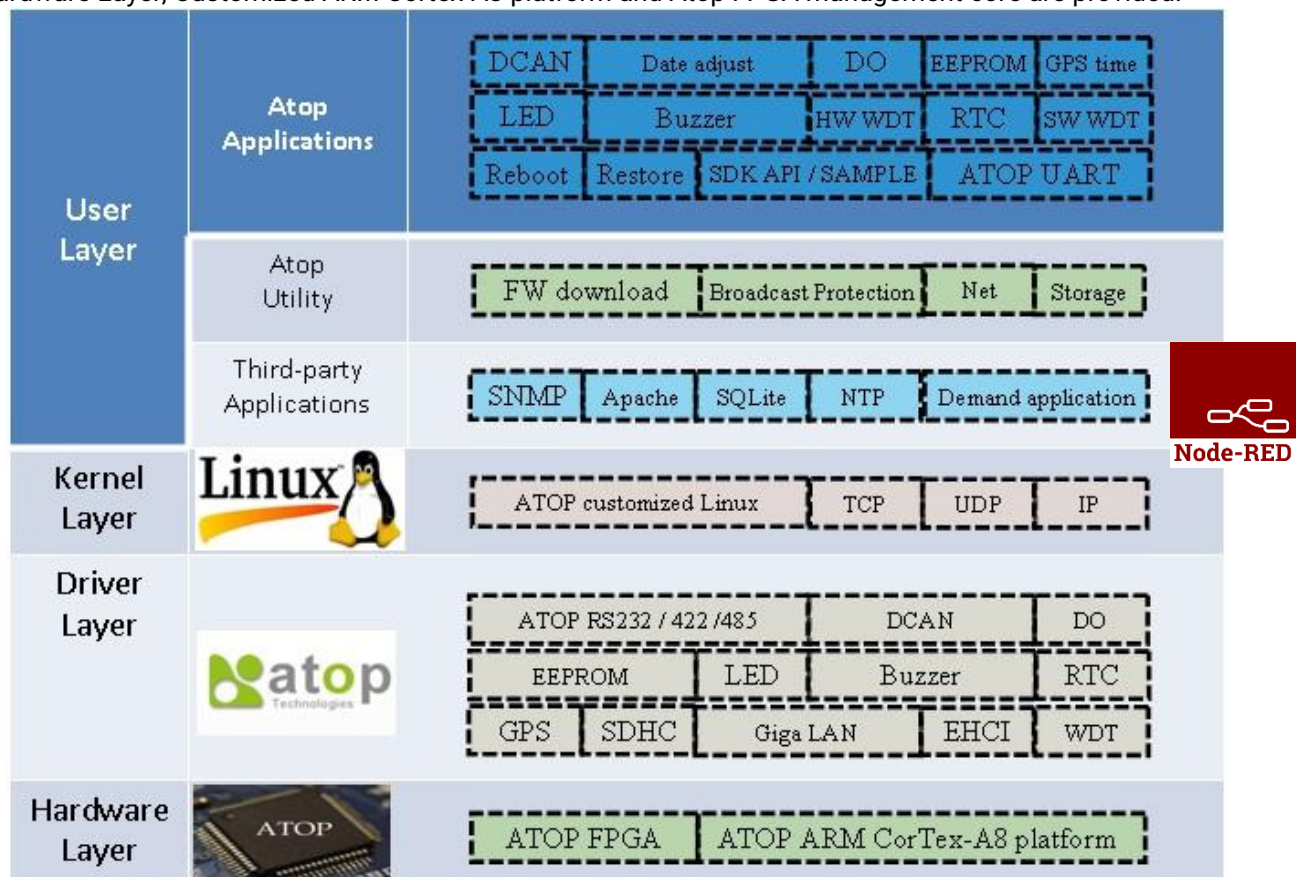 DCAN Date adjust DO EEPROM GPS time
Atop
Applications
LED Buzzer HW WDT RTC SW WDT
Reboot Restore SDK API / SAMPLE ATOP UART
User
Layer
Atop
Utility
FW download Broadcast Protection Net Storage
Third-party
Applications
SNMP Apache SQLite NTP Demand application
Node-RED
Kernel
Layer
Linux
ATOP customized Linux TCP UDP IP
Driver
Layer
atop
Technologies
ATOP RS232 / 422 /485 DCAN DO
EEPROM LED Buzzer RTC
GPS SDHC Giga LAN EHCI WDT
Hardware
Layer
ATOP
ATOP FPGA ATOP ARM CorTex-A8 platform